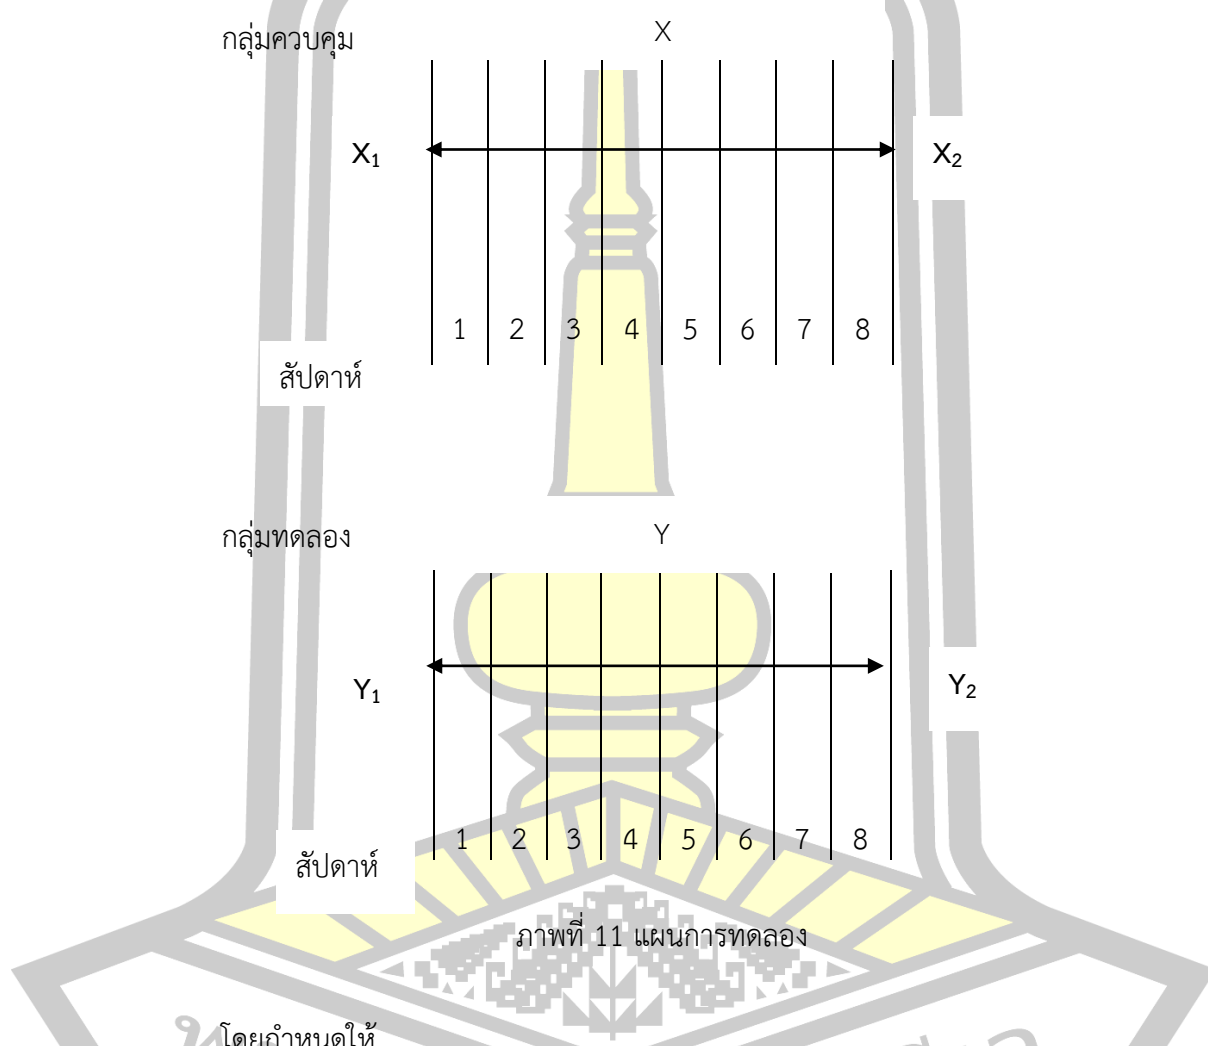 กลุ่มควบคุม X
X₁ X₂
1 2 3 4 5 6 7 8
สัปดาห์
กลุ่มทดลอง Y
Y₁ Y₂
1 2 3 4 5 6 7 8
สัปดาห์
ภาพที่ 11 แผนการทดลอง
โดยกำหนดให้